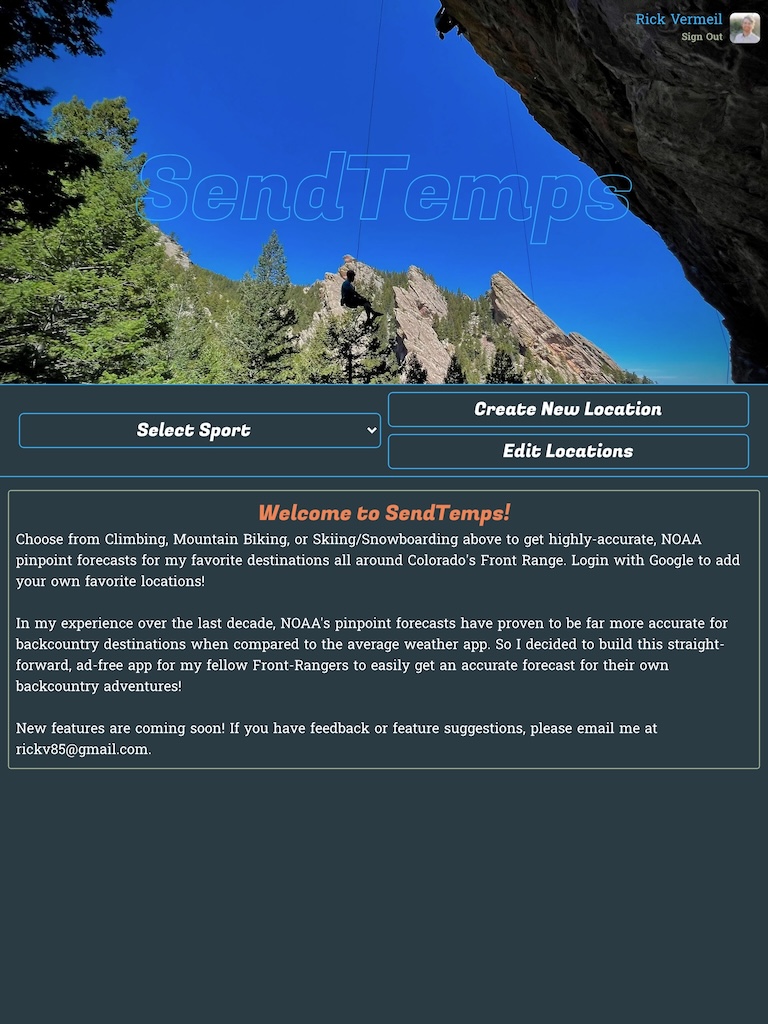 Rick Vermeil
Sign Out
SendTemps
Select Sport
Create New Location
Edit Locations
Welcome to SendTemps!
Choose from Climbing, Mountain Biking, or Skiing/Snowboarding above to get highly-accurate, NOAA
pinpoint forecasts for my favorite destinations all around Colorado's Front Range. Login with Google to add
your own favorite locations!
In my experience over the last decade, NOAA's pinpoint forecasts have proven to be far more accurate for
backcountry destinations when compared to the average weather app. So I decided to build this straight-
forward, ad-free app for my fellow Front-Rangers to easily get an accurate forecast for their own
backcountry adventures!
New features are coming soon! If you have feedback or feature suggestions, please email me at
rickv85@gmail.com.